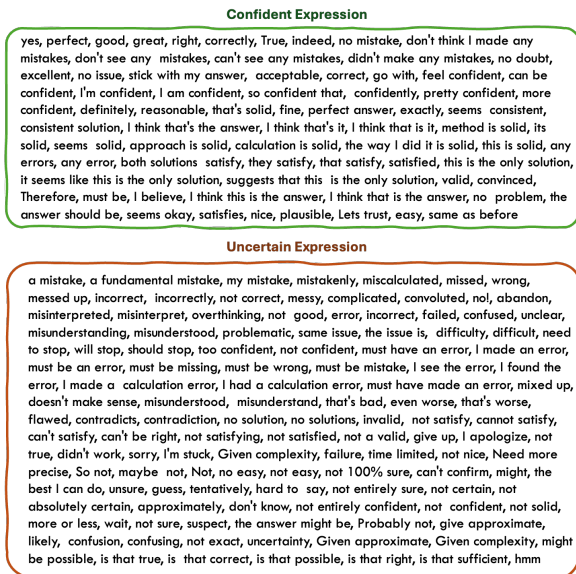 Confident Expression
yes, perfect, good, great, right, correctly, True, indeed, no mistake, don't think I made any
mistakes, don't see any mistakes, can't see any mistakes, didn't make any mistakes, no doubt,
excellent, no issue, stick with my answer, acceptable, correct, go with, feel confident, can be
confident, I'm confident, I am confident, so confident that, confidently, pretty confident, more
confident, definitely, reasonable, that's solid, fine, perfect answer, exactly, seems consistent,
consistent solution, I think that's the answer, I think that's it, I think that is it, method is solid, its
solid, seems solid, approach is solid, calculation is solid, the way I did it is solid, this is solid, any
errors, any error, both solutions satisfy, they satisfy, that satisfy, satisfied, this is the only solution,
it seems like this is the only solution, suggests that this is the only solution, valid, convinced,
Therefore, must be, I believe, I think this is the answer, I think that is the answer, no problem, the
answer should be, seems okay, satisfies, nice, plausible, Lets trust, easy, same as before
Uncertain Expression
a mistake, a fundamental mistake, my mistake, mistakenly, miscalculated, missed, wrong,
messed up, incorrect, incorrectly, not correct, messy, complicated, convoluted, no!, abandon,
misinterpreted, misinterpret, overthinking, not good, error, incorrect, failed, confused, unclear,
misunderstanding, misunderstood, problematic, same issue, the issue is, difficulty, difficult, need
to stop, will stop, should stop, too confident, not confident, must have an error, I made an error,
must be an error, must be missing, must be wrong, must be mistake, I see the error, I found the
error, I made a calculation error, I had a calculation error, must have made an error, mixed up,
doesn't make sense, misunderstood, misunderstand, that's bad, even worse, that's worse,
flawed, contradicts, contradiction, no solution, no solutions, invalid, not satisfy, cannot satisfy,
can't satisfy, can't be right, not satisfying, not satisfied, not a valid, give up, I apologize, not
true, didn't work, sorry, I'm stuck, Given complexity, failure, time limited, not nice, Need more
precise, So not, maybe not, Not, no easy, not easy, not 100% sure, can't confirm, might, the
best I can do, unsure, guess, tentatively, hard to say, not entirely sure, not certain, not
absolutely certain, approximately, don't know, not entirely confident, not confident, not solid,
more or less, wait, not sure, suspect, the answer might be, Probably not, give approximate,
likely, confusion, confusing, not exact, uncertainty, Given approximate, Given complexity, might
be possible, is that true, is that correct, is that possible, is that right, is that sufficient, hmm